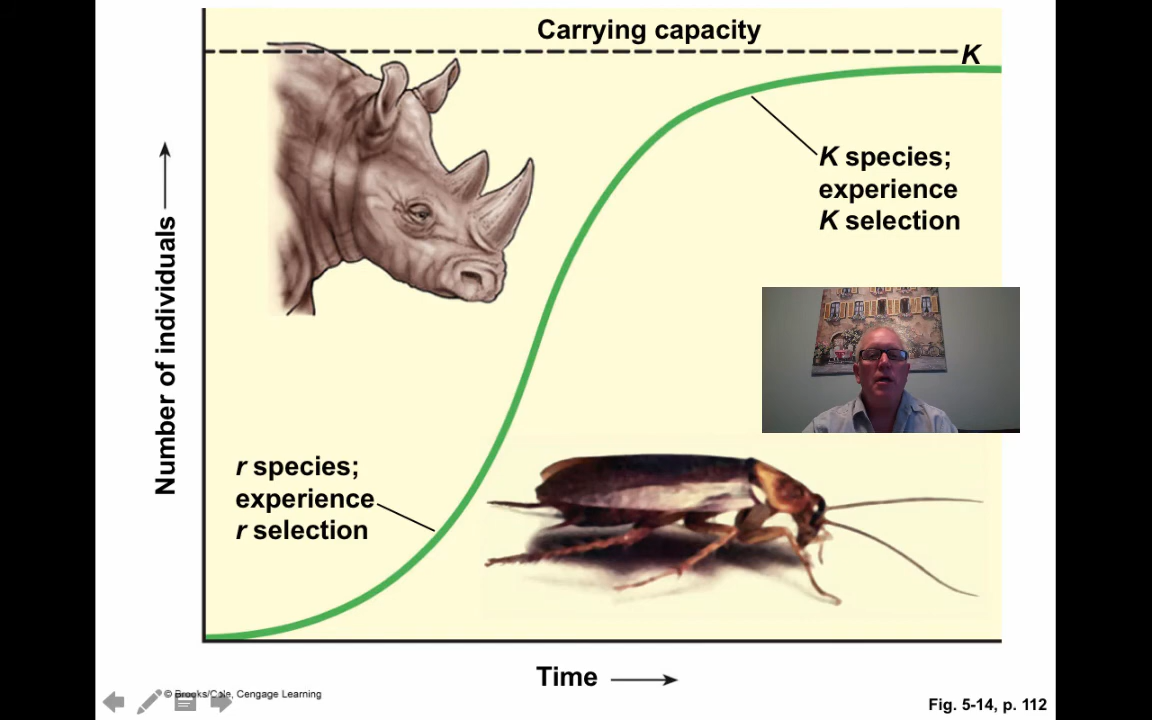 Carrying capacity
K
K species;
experience
K selection
Number of individuals
r species;
experience
r selection
Time
© Brooks/Cole, Cengage Learning
Fig. 5-14, p. 112